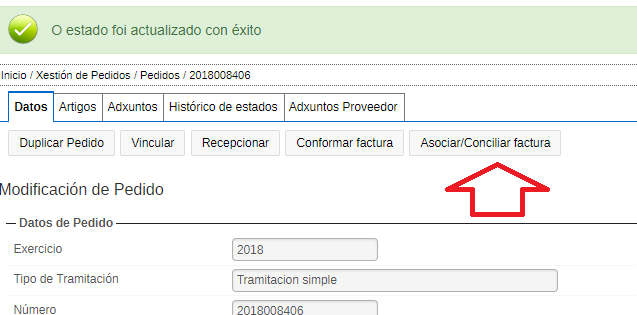 O estado foi actualizado con éxito
Inicio / Xestión de Pedidos / Pedidos / 2018008406
Datos Artigos Adxuntos Histórico de estados Adxuntos Proveedor
Duplicar Pedido Vincular Recepcionar Conformar factura Asociar/Conciliar factura
Modificación de Pedido
Datos de Pedido
Exercicio 2018
Tipo de Tramitación Tramitacion simple
Número 2018008406